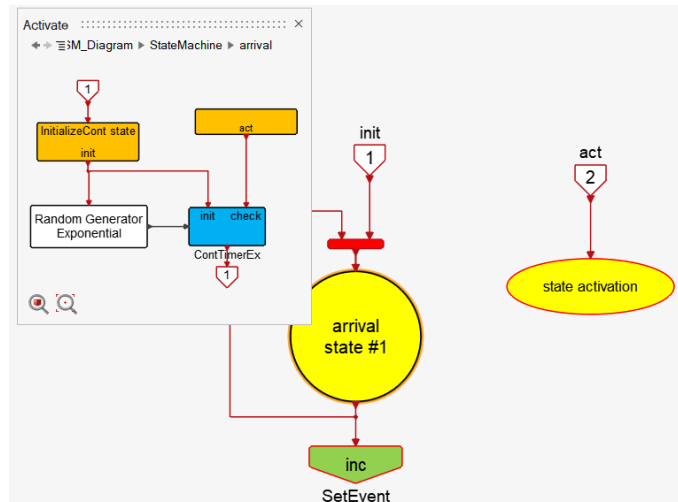 Activate
SM_Diagram StateMachine arrival
1
InitializeCont state
init
act
Random Generator
Exponential
init check
ContTimerEx
1
init
1
act
2
arrival
state #1
state activation
inc
SetEvent